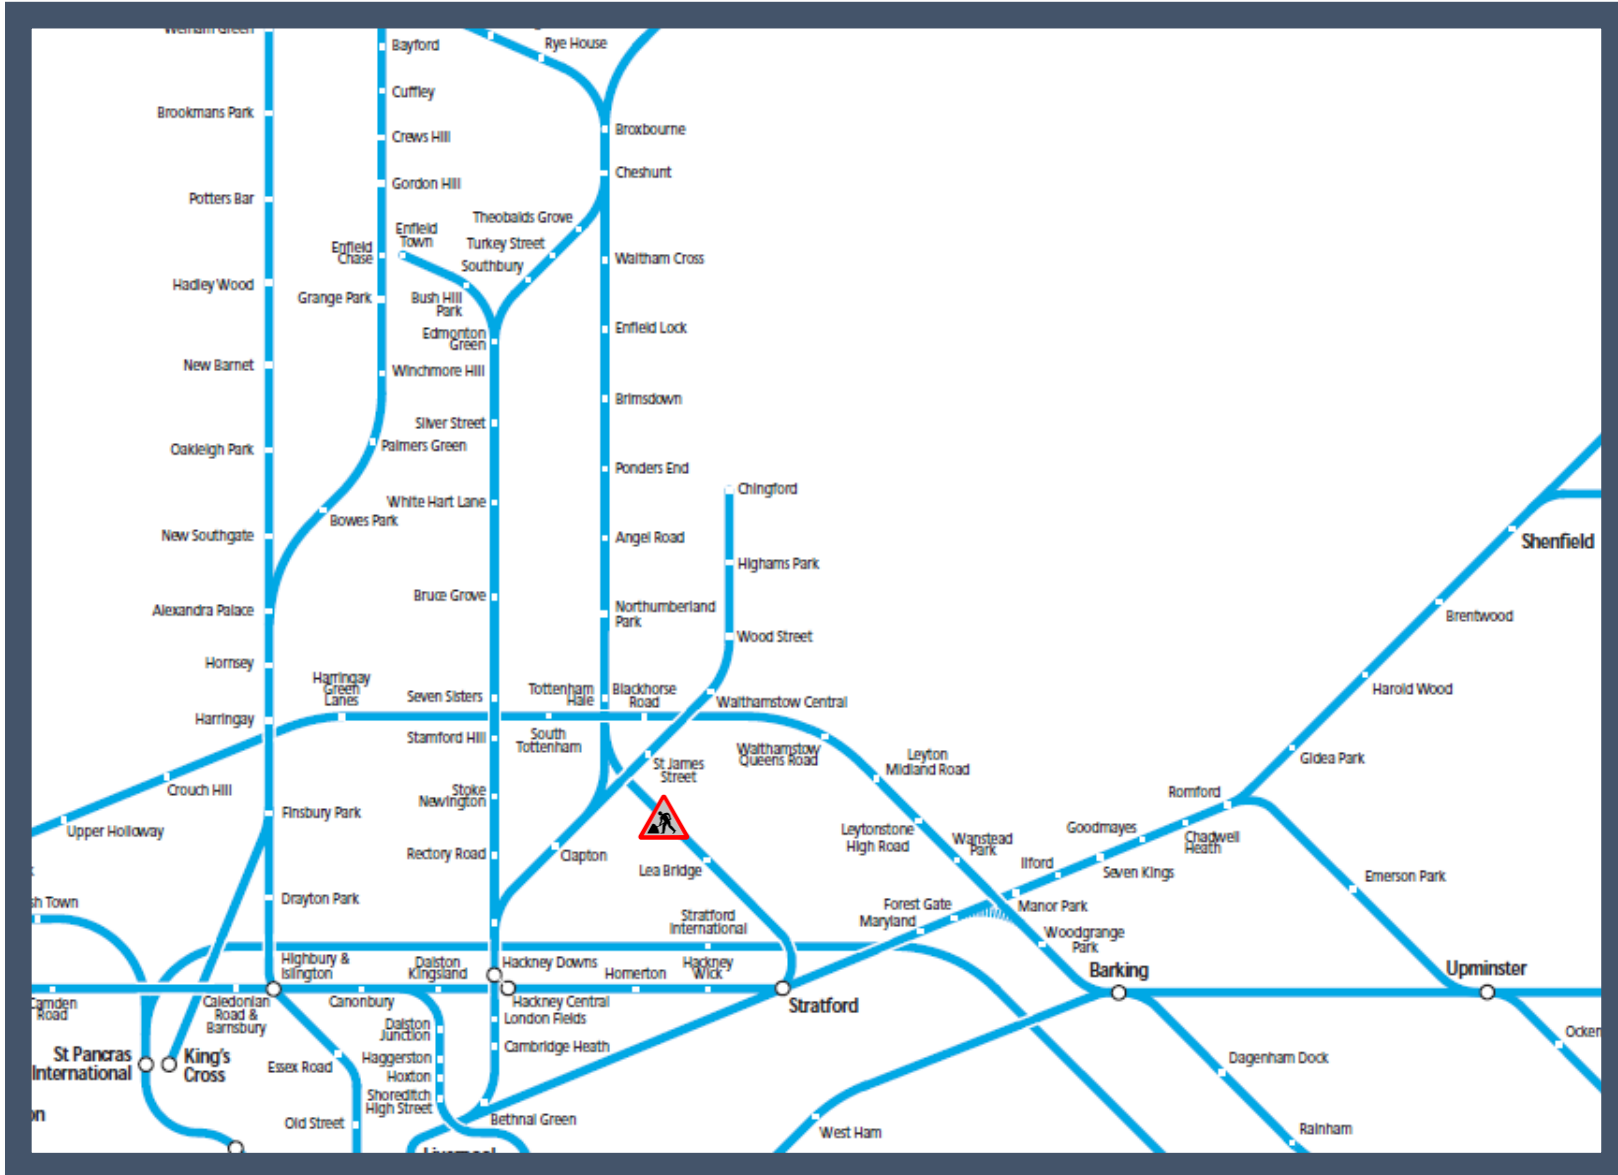 Welham Green
Bayford
Rye House
Cuffley
Brookmans Park
Broxbourne
Crews Hill
Cheshunt
Gordon Hill
Potters Bar
Theobalds Grove
Enfield
Town
Turkey Street
Enfield
Chase
Southbury
Waltham Cross
Hadley Wood
Grange Park
Bush Hill
Park
Edmonton
Green
Enfield Lock
New Barnet
Winchmore Hill
Brimsdown
Silver Street
Oakleigh Park
Palmers Green
Ponders End
Chingford
White Hart Lane
Bowes Park
New Southgate
Angel Road
Shenfield
Highams Park
Bruce Grove
Alexandra Palace
Northumberland
Park
Brentwood
Wood Street
Hornsey
Harringay
Green
Lanes
Seven Sisters
Tottenham
Hale
Blackhorse
Road
Walthamstow Central
Harold Wood
Harringay
Stamford Hill
South
Tottenham
Walthamstow
Queens Road
Leyton
Midland Road
Gidea Park
St James
Street
Crouch Hill
Stoke
Newington
Romford
Finsbury Park
Upper Holloway
Leytonstone
High Road
Wanstead
Park
Goodmayes
Chadwell
Heath
Rectory Road
Clapton
Lea Bridge
Ilford
Seven Kings
Emerson Park
sh Town
Drayton Park
Stratford
International
Forest Gate
Maryland
Manor Park
Woodgrange
Park
Highbury &
Islington
Dalston
Kingsland
Hackney Downs
Homerton
Hackney
Wick
Barking
Upminster
Camden
Road
Caledonian
Road &
Barnsbury
Canonbury
Hackney Central
Stratford
London Fields
Dalston
Junction
Ocken
Cambridge Heath
St Pancras
International
King's
Cross
Essex Road
Haggerston
Hoxton
Dagenham Dock
Shoreditch
High Street
on
Old Street
Bethnal Green
West Ham
Rainham
Liverpool